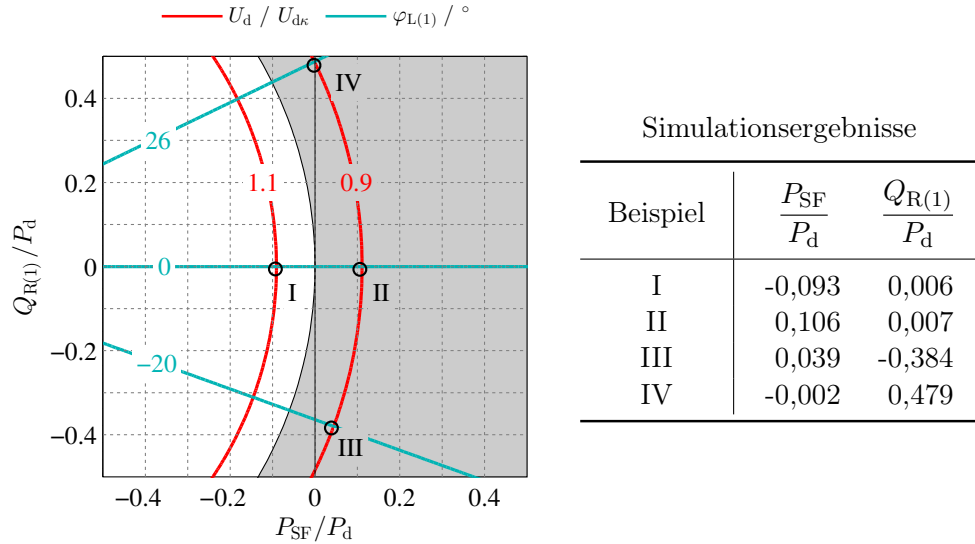 U_d / U_dκ φ_L(1) / °
0.4
0.2
0
−0.2
−0.4
Q_R(1)/P_d
26
0
−20
1.1
0.9
I
II
III
IV
−0.4 −0.2 0 0.2 0.4
P_SF/P_d
Simulationsergebnisse
Beispiel P_SF/P_d Q_R(1)/P_d
I -0,093 0,006
II 0,106 0,007
III 0,039 -0,384
IV -0,002 0,479